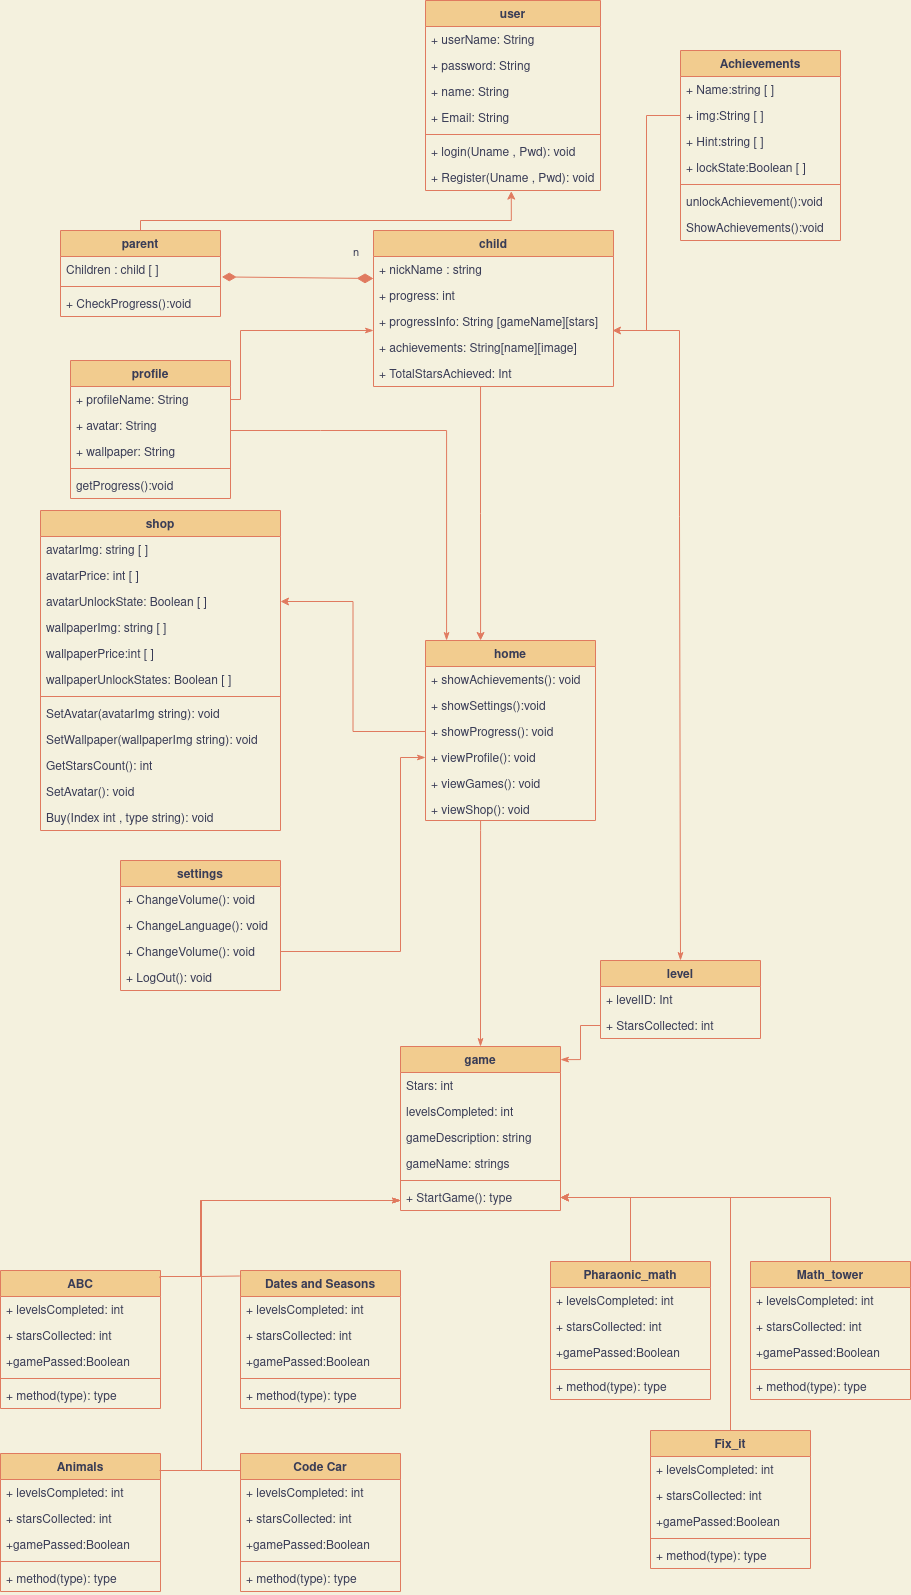 user
+ userName: String
+ password: String
+ name: String
+ Email: String
+ login(Uname , Pwd): void
+ Register(Uname , Pwd): void
Achievements
+ Name:string [ ]
+ img:String [ ]
+ Hint:string [ ]
+ lockState:Boolean [ ]
unlockAchievement():void
ShowAchievements():void
parent
Children : child [ ]
+ CheckProgress():void
n
child
+ nickName : string
+ progress: int
+ progressInfo: String [gameName][stars]
+ achievements: String[name][image]
+ TotalStarsAchieved: Int
profile
+ profileName: String
+ avatar: String
+ wallpaper: String
getProgress():void
shop
avatarImg: string [ ]
avatarPrice: int [ ]
avatarUnlockState: Boolean [ ]
wallpaperImg: string [ ]
wallpaperPrice:int [ ]
wallpaperUnlockStates: Boolean [ ]
SetAvatar(avatarImg string): void
SetWallpaper(wallpaperImg string): void
GetStarsCount(): int
SetAvatar(): void
Buy(Index int , type string): void
home
+ showAchievements(): void
+ showSettings():void
+ showProgress(): void
+ viewProfile(): void
+ viewGames(): void
+ viewShop(): void
settings
+ ChangeVolume(): void
+ ChangeLanguage(): void
+ ChangeVolume(): void
+ LogOut(): void
level
+ levelID: Int
+ StarsCollected: int
game
Stars: int
levelsCompleted: int
gameDescription: string
gameName: strings
+ StartGame(): type
ABC
+ levelsCompleted: int
+ starsCollected: int
+gamePassed:Boolean
+ method(type): type
Dates and Seasons
+ levelsCompleted: int
+ starsCollected: int
+gamePassed:Boolean
+ method(type): type
Pharaonic_math
+ levelsCompleted: int
+ starsCollected: int
+gamePassed:Boolean
+ method(type): type
Math_tower
+ levelsCompleted: int
+ starsCollected: int
+gamePassed:Boolean
+ method(type): type
Animals
+ levelsCompleted: int
+ starsCollected: int
+gamePassed:Boolean
+ method(type): type
Code Car
+ levelsCompleted: int
+ starsCollected: int
+gamePassed:Boolean
+ method(type): type
Fix_it
+ levelsCompleted: int
+ starsCollected: int
+gamePassed:Boolean
+ method(type): type